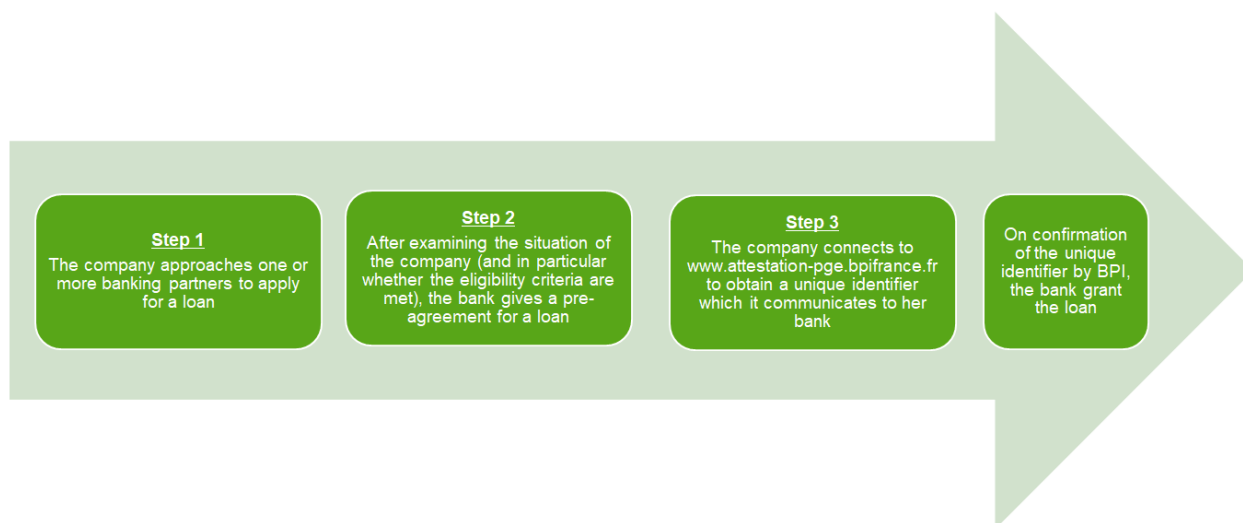 Step 1
The company approaches one or
more banking partners to apply
for a loan
Step 2
After examining the situation of
the company (and in particular
whether the eligibility criteria are
met), the bank gives a pre-
agreement for a loan
Step 3
The company connects to
www.attestation-pge.bpifrance.fr
to obtain a unique identifier
which it communicates to her
bank
On confirmation
of the unique
identifier by BPI,
the bank grant
the loan